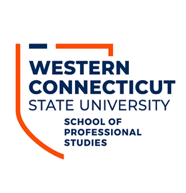 WESTERN
CONNECTICUT
STATE UNIVERSITY
SCHOOL OF
PROFESSIONAL
STUDIES